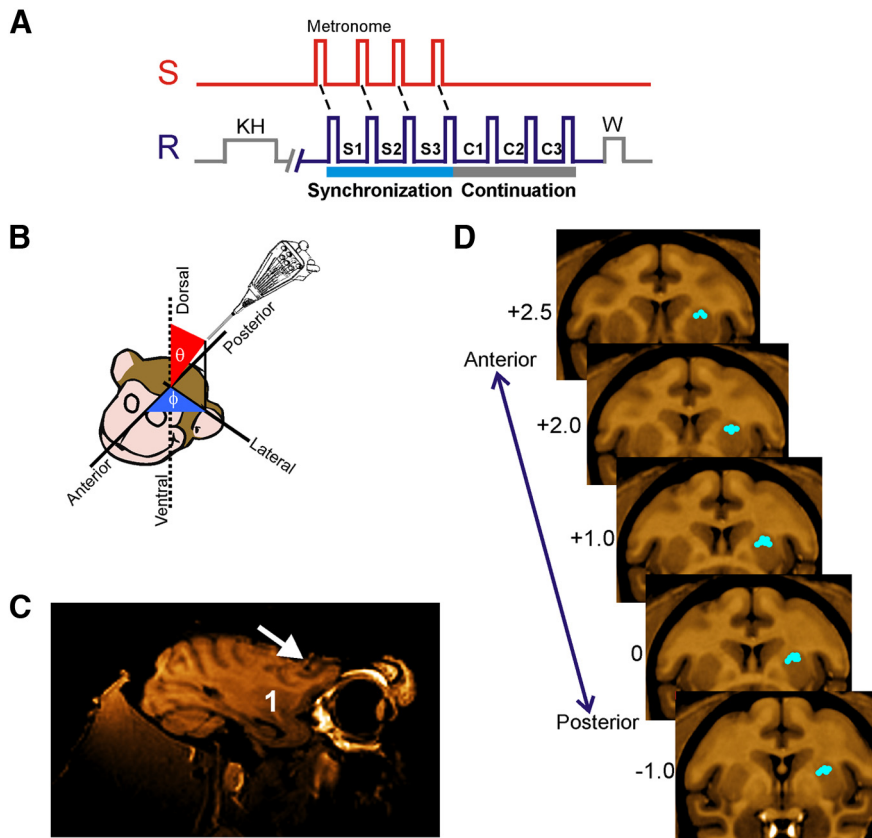 A
Metronome
S
R
KH
S1 S2 S3 C1 C2 C3
W
Synchronization Continuation
B
Dorsal
Posterior
θ
ϕ
Lateral
Anterior
Ventral
C
1
D
+2.5
Anterior
+2.0
+1.0
0
Posterior
-1.0